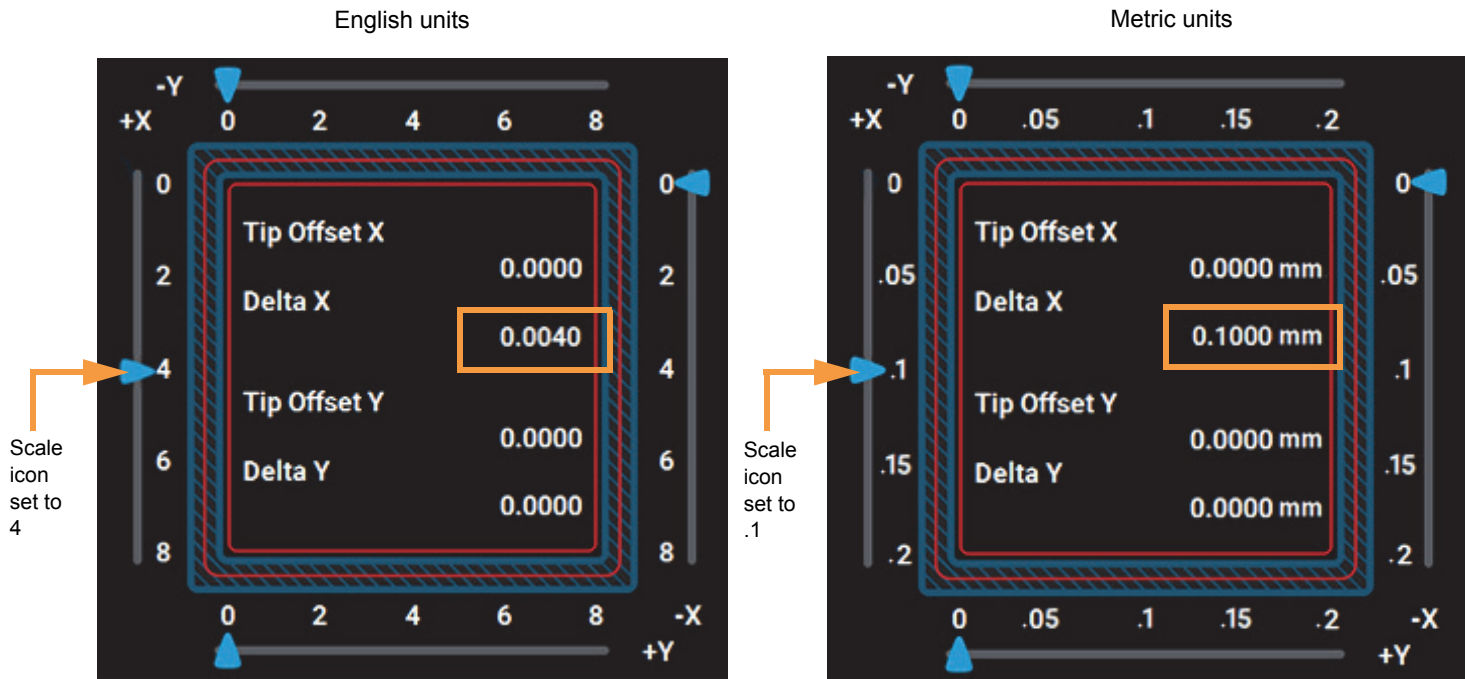 English units
-Y
+X 0 2 4 6 8
0 0
Tip Offset X
0.0000
2 2
Delta X
0.0040
4 4
Tip Offset Y
0.0000
6 6
Delta Y
0.0000
8 8
0 2 4 6 8 -X
+Y
Scale
icon
set to
4
Metric units
-Y
+X 0 .05 .1 .15 .2
0 0
Tip Offset X
0.0000 mm
.05 .05
Delta X
0.1000 mm
.1 .1
Tip Offset Y
0.0000 mm
.15 .15
Delta Y
0.0000 mm
.2 .2
0 .05 .1 .15 .2 -X
+Y
Scale
icon
set to
.1